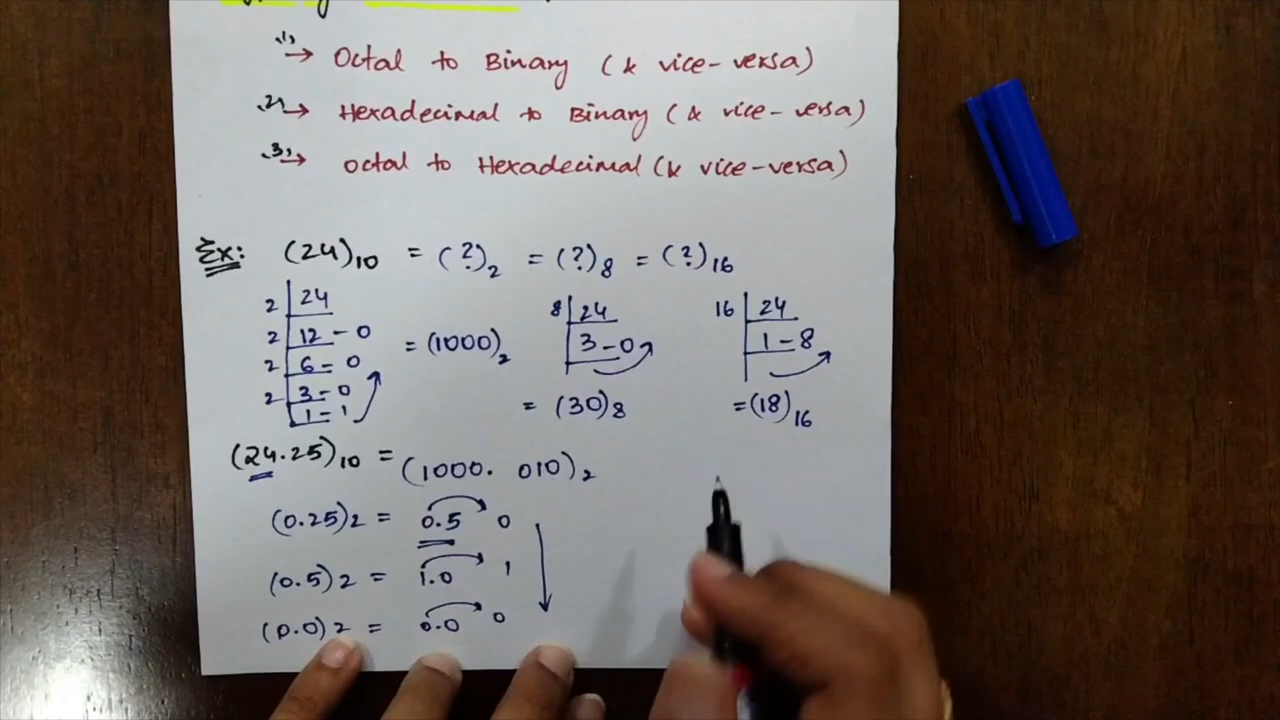 1) → Octal to Binary (& vice-versa)
2) → Hexadecimal to Binary (& vice-versa)
3) → octal to Hexadecimal (& vice-versa)
Ex: (24)10 = (?)2 = (?)8 = (?)16
2 | 24
2 | 12 - 0
2 | 6 = 0
2 | 3 = 0
1 = 1
= (1000)2
8 | 24
3 - 0
= (30)8
16 | 24
1 - 8
= (18)16
(24.25)10 = (1000. 010)2
(0.25)2 = 0.5 0
(0.5)2 = 1.0 1
(0.0)2 = 0.0 0